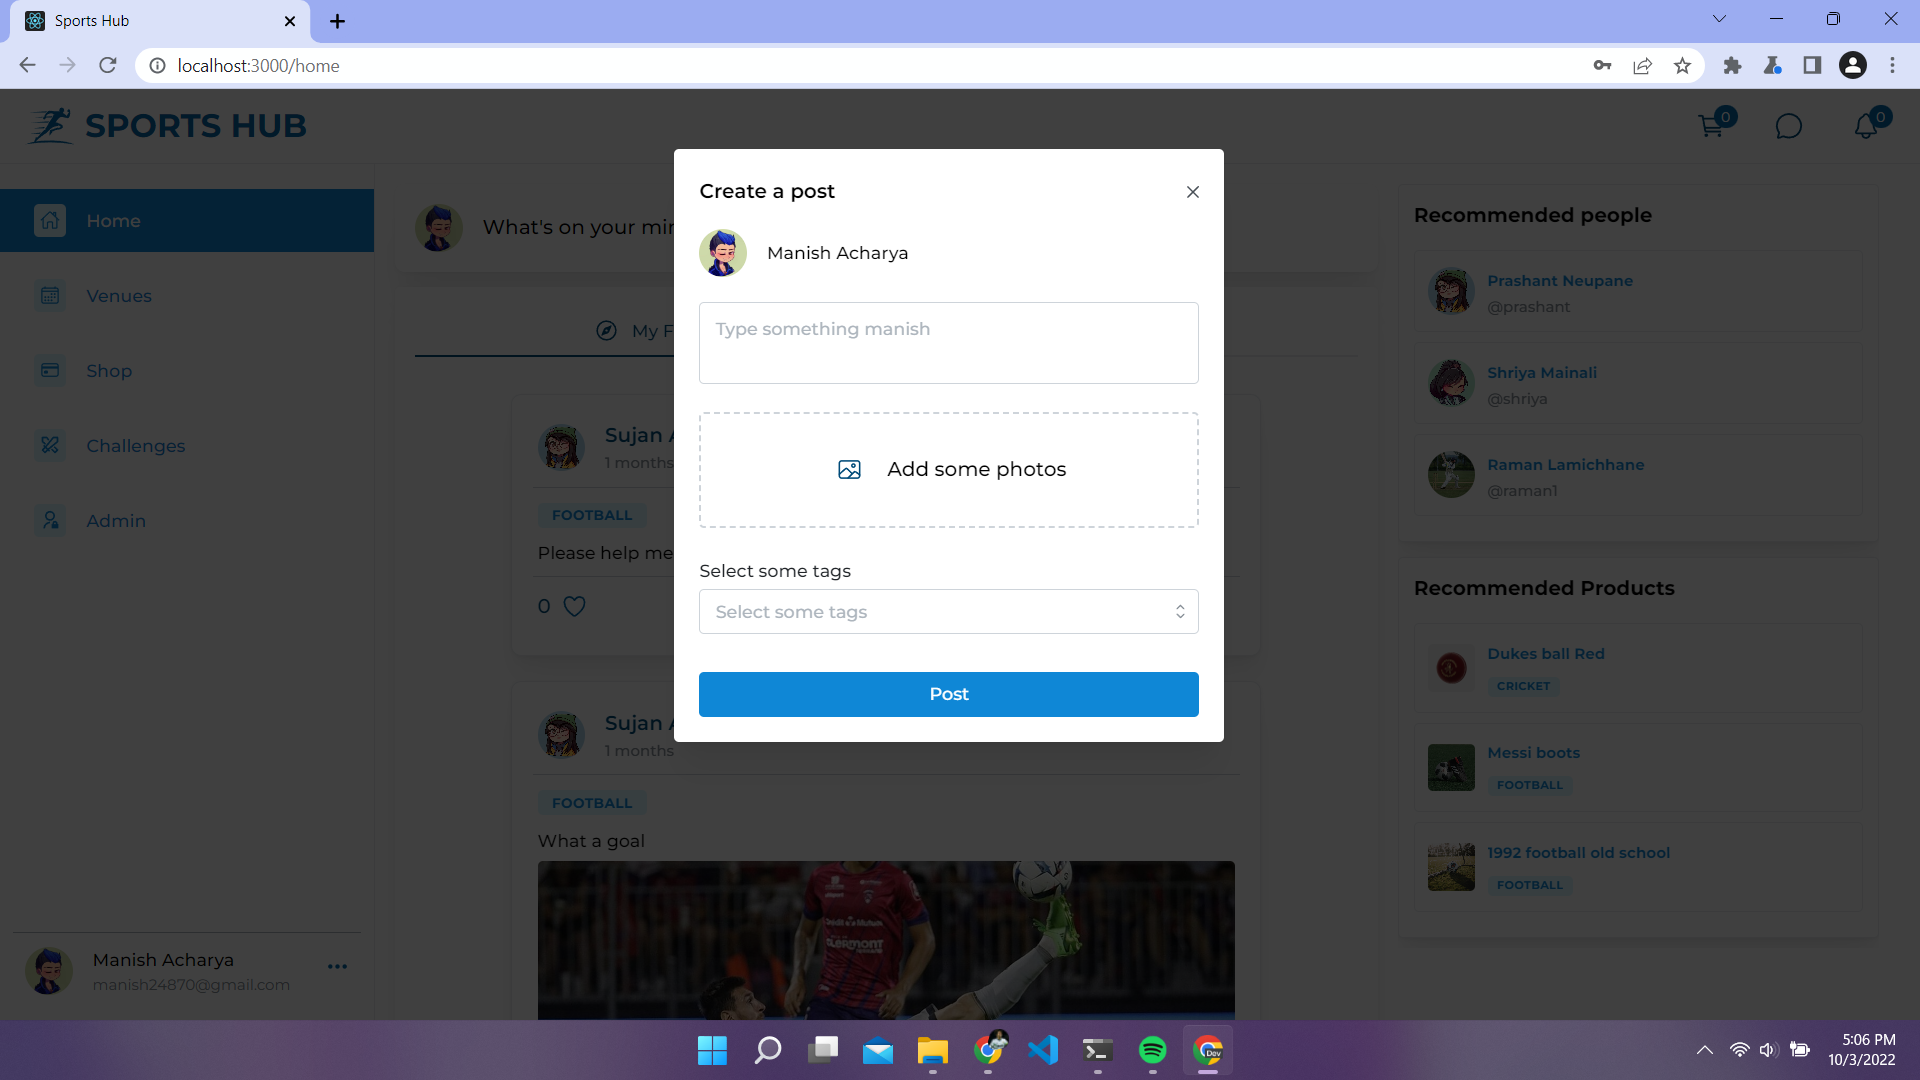 Sports Hub
localhost:3000/home
SPORTS HUB
0
0
Home
Venues
Shop
Challenges
Admin
Manish Acharya
manish24870@gmail.com
What's on your
My
Sujan
1 months
FOOTBALL
Please help me
0
Sujan
1 months
FOOTBALL
What a goal
CLERMONT
Create a post
Manish Acharya
Type something manish
Add some photos
Select some tags
Select some tags
Post
Recommended people
Prashant Neupane
@prashant
Shriya Mainali
@shriya
Raman Lamichhane
@raman1
Recommended Products
Dukes ball Red
CRICKET
Messi boots
FOOTBALL
1992 football old school
FOOTBALL
Dev
5:06 PM
10/3/2022